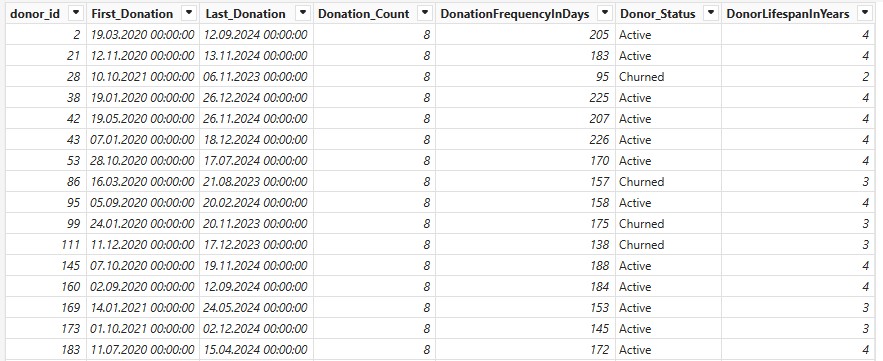 donor_id First_Donation Last_Donation Donation_Count DonationFrequencyInDays Donor_Status DonorLifespanInYears
2 19.03.2020 00:00:00 12.09.2024 00:00:00 8 205 Active 4
21 12.11.2020 00:00:00 13.11.2024 00:00:00 8 183 Active 4
28 10.10.2021 00:00:00 06.11.2023 00:00:00 8 95 Churned 2
38 19.01.2020 00:00:00 26.12.2024 00:00:00 8 225 Active 4
42 19.05.2020 00:00:00 26.11.2024 00:00:00 8 207 Active 4
43 07.01.2020 00:00:00 18.12.2024 00:00:00 8 226 Active 4
53 28.10.2020 00:00:00 17.07.2024 00:00:00 8 170 Active 4
86 16.03.2020 00:00:00 21.08.2023 00:00:00 8 157 Churned 3
95 05.09.2020 00:00:00 20.02.2024 00:00:00 8 158 Active 4
99 24.01.2020 00:00:00 20.11.2023 00:00:00 8 175 Churned 3
111 11.12.2020 00:00:00 17.12.2023 00:00:00 8 138 Churned 3
145 07.10.2020 00:00:00 19.11.2024 00:00:00 8 188 Active 4
160 02.09.2020 00:00:00 12.09.2024 00:00:00 8 184 Active 4
169 14.01.2021 00:00:00 24.05.2024 00:00:00 8 153 Active 3
173 01.10.2021 00:00:00 02.12.2024 00:00:00 8 145 Active 3
183 11.07.2020 00:00:00 15.04.2024 00:00:00 8 172 Active 4